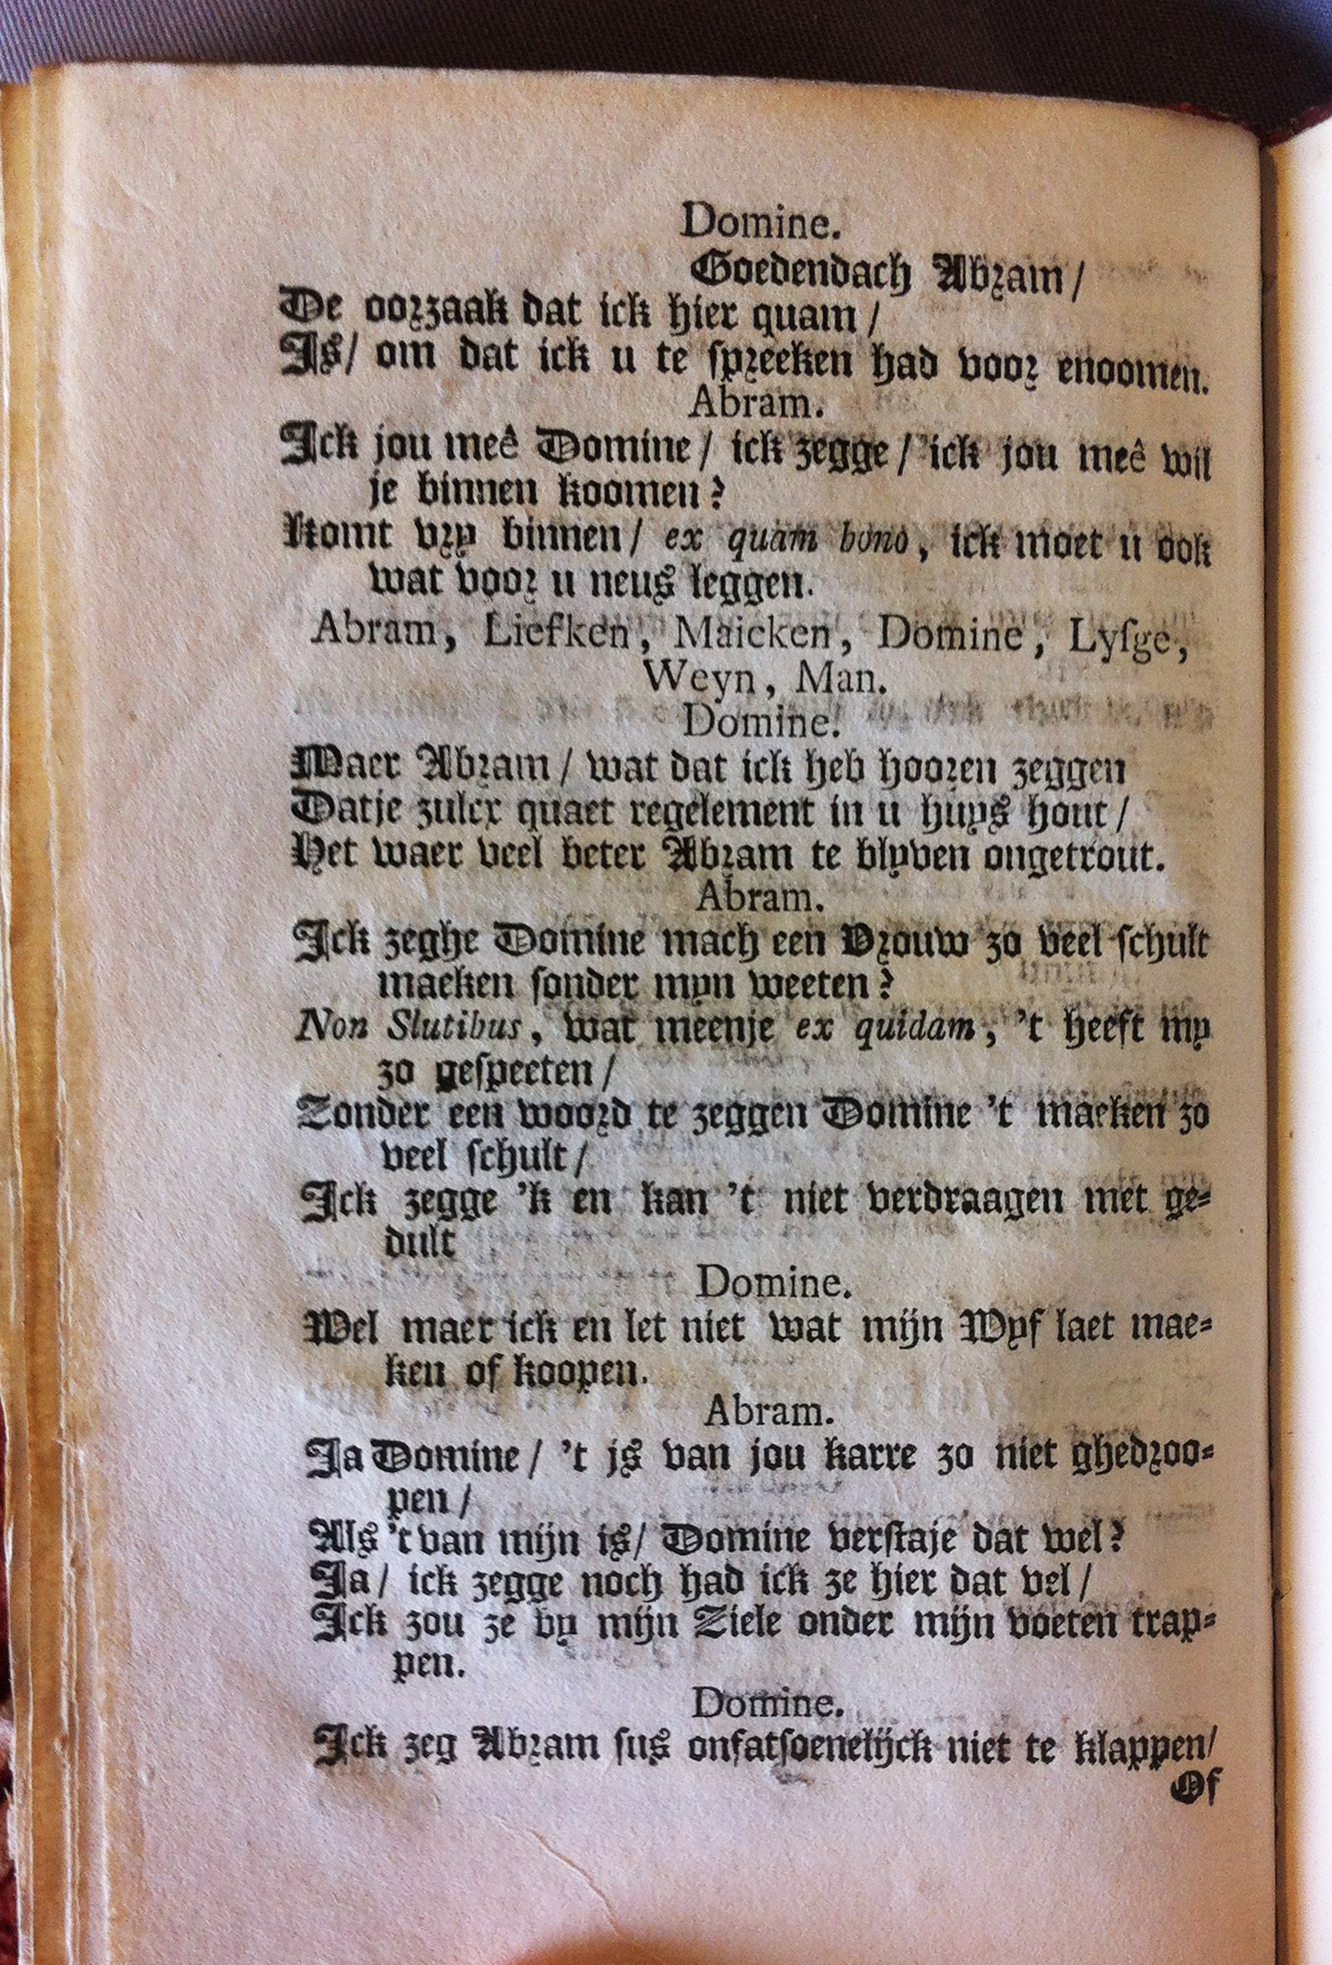 Domine.
Goedendach Abram/
De oorzaak dat ick hier quam/
Is/ om dat ick u te spreeken had voor enoomen.
Abram.
Ick jou meê Domine/ ick zegge/ ick jou meê wil
je binnen koomen?
Komt vry binnen/ ex quam bono, ick moet u ook
wat voor u neus leggen.
Abram, Liefken, Maicken, Domine, Lyſge,
Weyn, Man.
Domine.
Maer Abram/ wat dat ick heb hooren zeggen
Datje zulcx quaet regelement in u huys hout/
Het waer veel beter Abram te blyven ongetrout.
Abram.
Ick zeghe Domine mach een Vrouw zo veel ſchult
maeken ſonder myn weeten?
Non Slutibus, wat meenje ex quidam, 't heeft my
zo geſpeeten/
Zonder een woord te zeggen Domine 't maeken zo
veel ſchult/
Ick zegge 'k en kan 't niet verdraagen met ge-
dult
Domine.
Wel maer ick en let niet wat mijn Wyf laet mae-
ken of koopen.
Abram.
Ja Domine/ 't is van jou karre zo niet ghedroo-
pen/
Als 't van mijn is/ Domine verſtaje dat wel?
Ja/ ick zegge noch had ick ze hier dat vel/
Ick zou ze by mijn Ziele onder mijn voeten trap-
pen.
Domine.
Ick zeg Abram ſus onfatſoenelijck niet te klappen/
Of